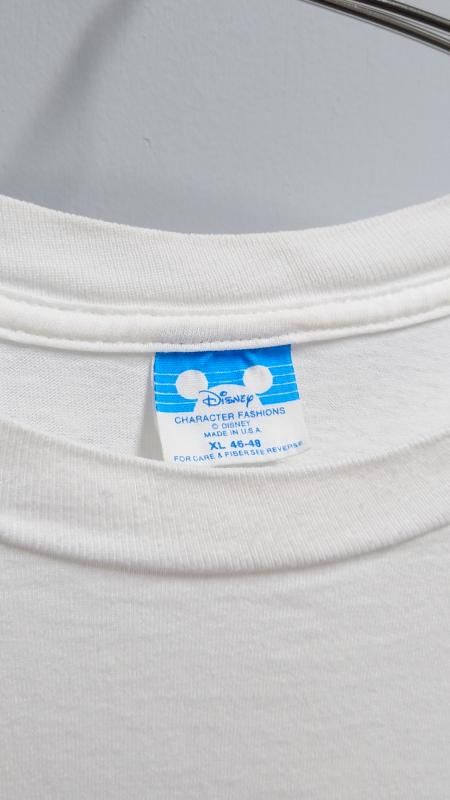 Disney
CHARACTER FASHIONS
© DISNEY
MADE IN U.S.A.
XL 46-48
FOR CARE & FIBER SEE REVERSE